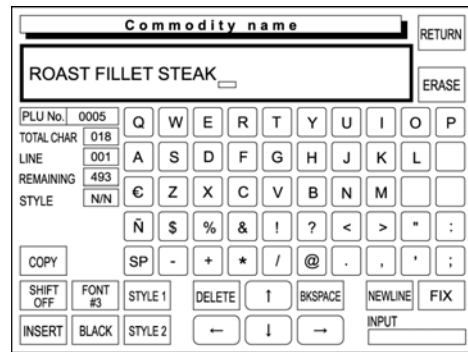 Commodity name
RETURN
ROAST FILLET STEAK
ERASE
PLU No. 0005
TOTAL CHAR 018
LINE 001
REMAINING 493
STYLE N/N
Q W E R T Y U I O P
A S D F G H J K L
€ Z X C V B N M
Ñ $ % & ! ? < > " :
COPY SP - + * / @ . , ' ;
SHIFT OFF FONT #3 STYLE 1 DELETE ↑ BKSPACE NEWLINE FIX
INSERT BLACK STYLE 2 ← ↓ → INPUT